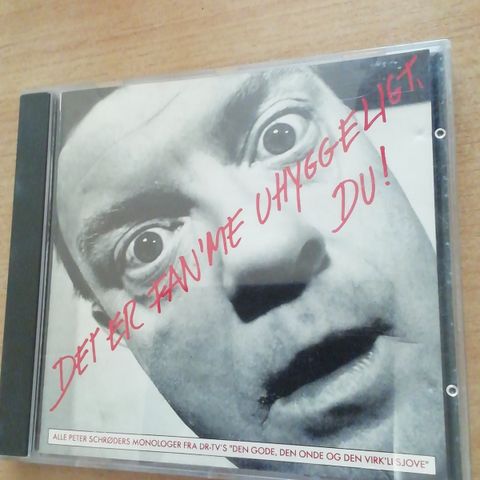 DET ER FAN'ME UHYGGELIGT,
DU!
ALLE PETER SCHRØDERS MONOLOGER FRA DR-TV'S "DEN GODE, DEN ONDE OG DEN VIRK'LI SJOVE"